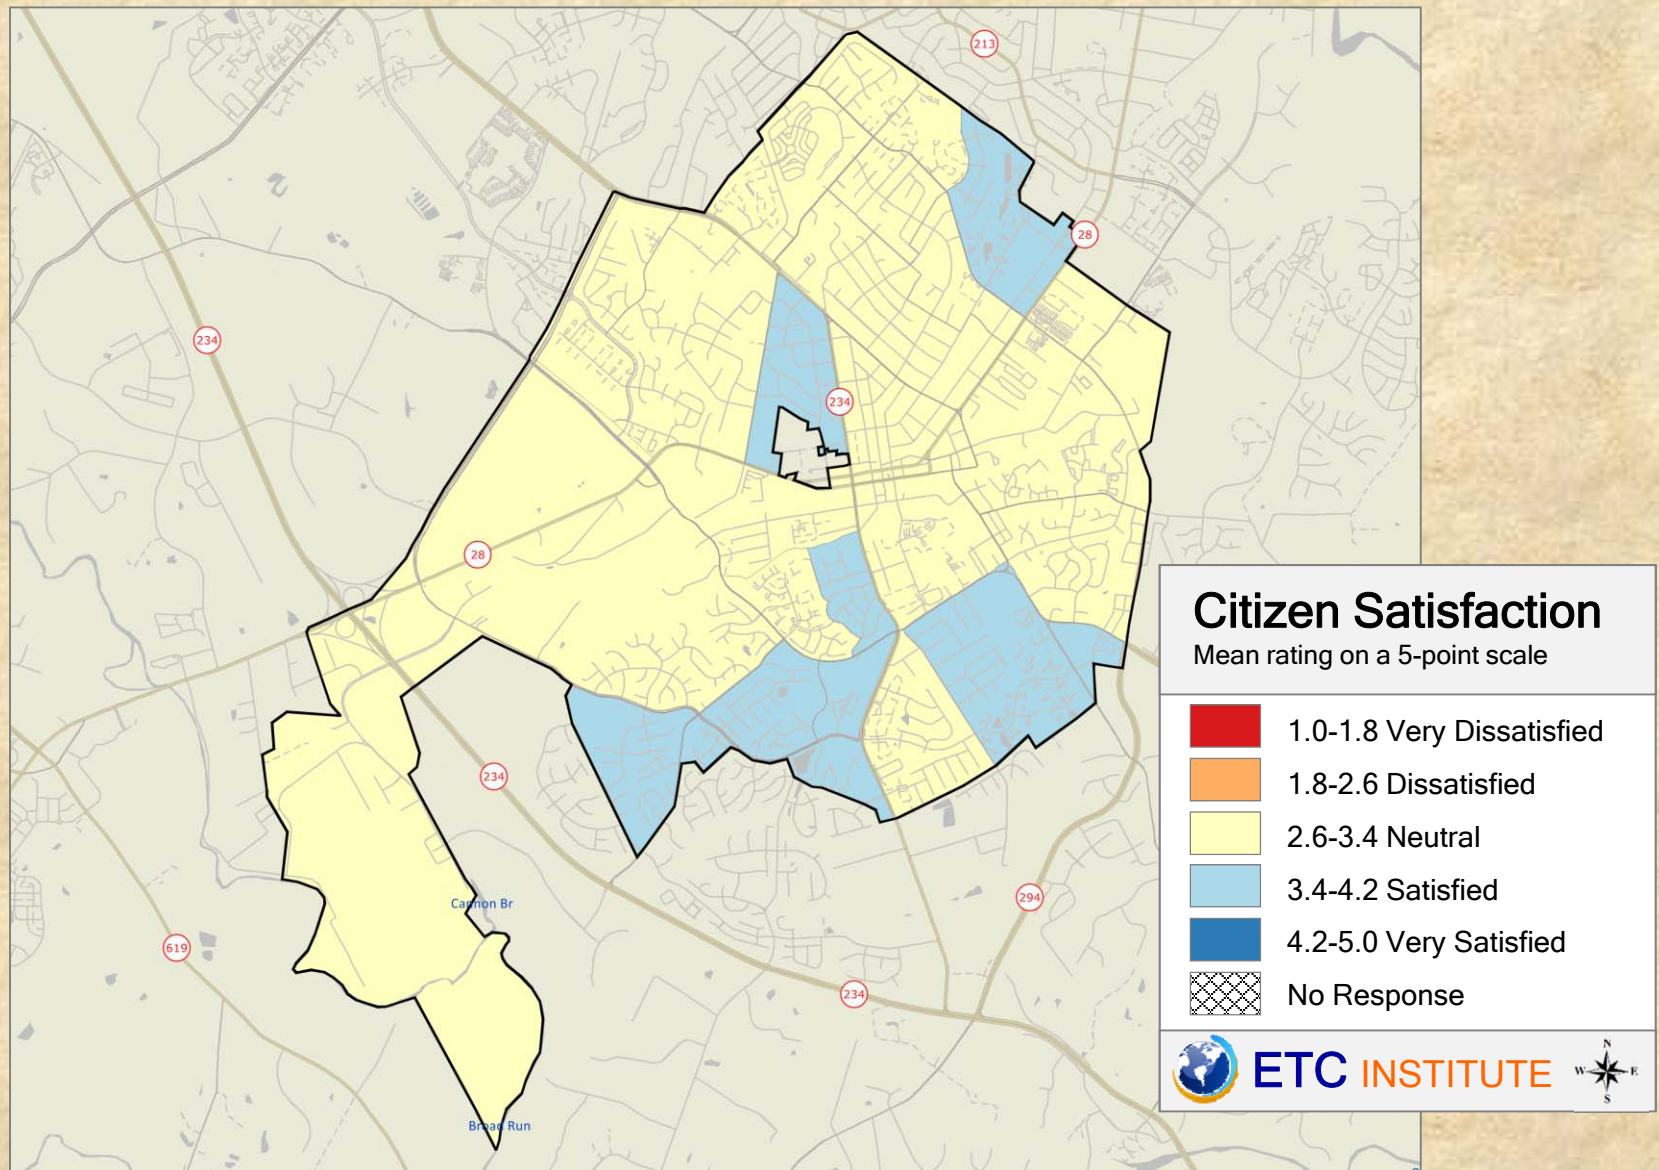 213
28
234
234
28
234
Cannon Br
294
619
234
Broad Run
Citizen Satisfaction
Mean rating on a 5-point scale
1.0-1.8 Very Dissatisfied
1.8-2.6 Dissatisfied
2.6-3.4 Neutral
3.4-4.2 Satisfied
4.2-5.0 Very Satisfied
No Response
ETC INSTITUTE
N
W E
S